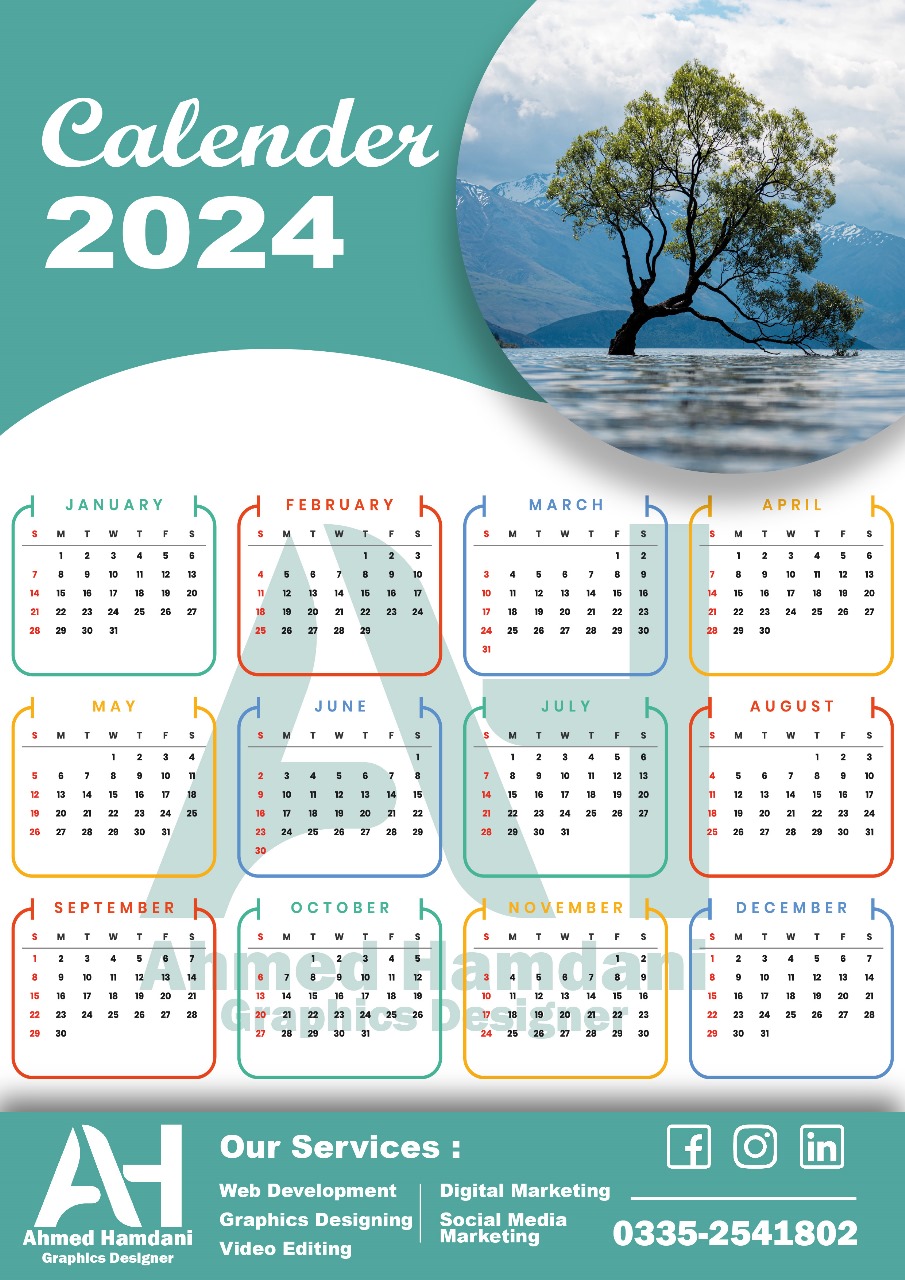 Calender
2024
JANUARY
S M T W T F S
1 2 3 4 5 6
7 8 9 10 11 12 13
14 15 16 17 18 19 20
21 22 23 24 25 26 27
28 29 30 31
FEBRUARY
S M T W T F S
1 2 3
4 5 6 7 8 9 10
11 12 13 14 15 16 17
18 19 20 21 22 23 24
25 26 27 28 29
MARCH
S M T W T F S
1 2
3 4 5 6 7 8 9
10 11 12 13 14 15 16
17 18 19 20 21 22 23
24 25 26 27 28 29 30
31
APRIL
S M T W T F S
1 2 3 4 5 6
7 8 9 10 11 12 13
14 15 16 17 18 19 20
21 22 23 24 25 26 27
28 29 30
MAY
S M T W T F S
1 2 3 4
5 6 7 8 9 10 11
12 13 14 15 16 17 18
19 20 21 22 23 24 25
26 27 28 29 30 31
JUNE
S M T W T F S
1
2 3 4 5 6 7 8
9 10 11 12 13 14 15
16 17 18 19 20 21 22
23 24 25 26 27 28 29
30
JULY
S M T W T F S
1 2 3 4 5 6
7 8 9 10 11 12 13
14 15 16 17 18 19 20
21 22 23 24 25 26 27
28 29 30 31
AUGUST
S M T W T F S
1 2 3
4 5 6 7 8 9 10
11 12 13 14 15 16 17
18 19 20 21 22 23 24
25 26 27 28 29 30 31
SEPTEMBER
S M T W T F S
1 2 3 4 5 6 7
8 9 10 11 12 13 14
15 16 17 18 19 20 21
22 23 24 25 26 27 28
29 30
OCTOBER
S M T W T F S
1 2 3 4 5
6 7 8 9 10 11 12
13 14 15 16 17 18 19
20 21 22 23 24 25 26
27 28 29 30 31
NOVEMBER
S M T W T F S
1 2
3 4 5 6 7 8 9
10 11 12 13 14 15 16
17 18 19 20 21 22 23
24 25 26 27 28 29 30
DECEMBER
S M T W T F S
1 2 3 4 5 6 7
8 9 10 11 12 13 14
15 16 17 18 19 20 21
22 23 24 25 26 27 28
29 30 31
AH
Ahmed Hamdani
Graphics Designer
AH
Ahmed Hamdani
Graphics Designer
Our Services :
Web Development
Graphics Designing
Video Editing
Digital Marketing
Social Media
Marketing
f
in
0335-2541802